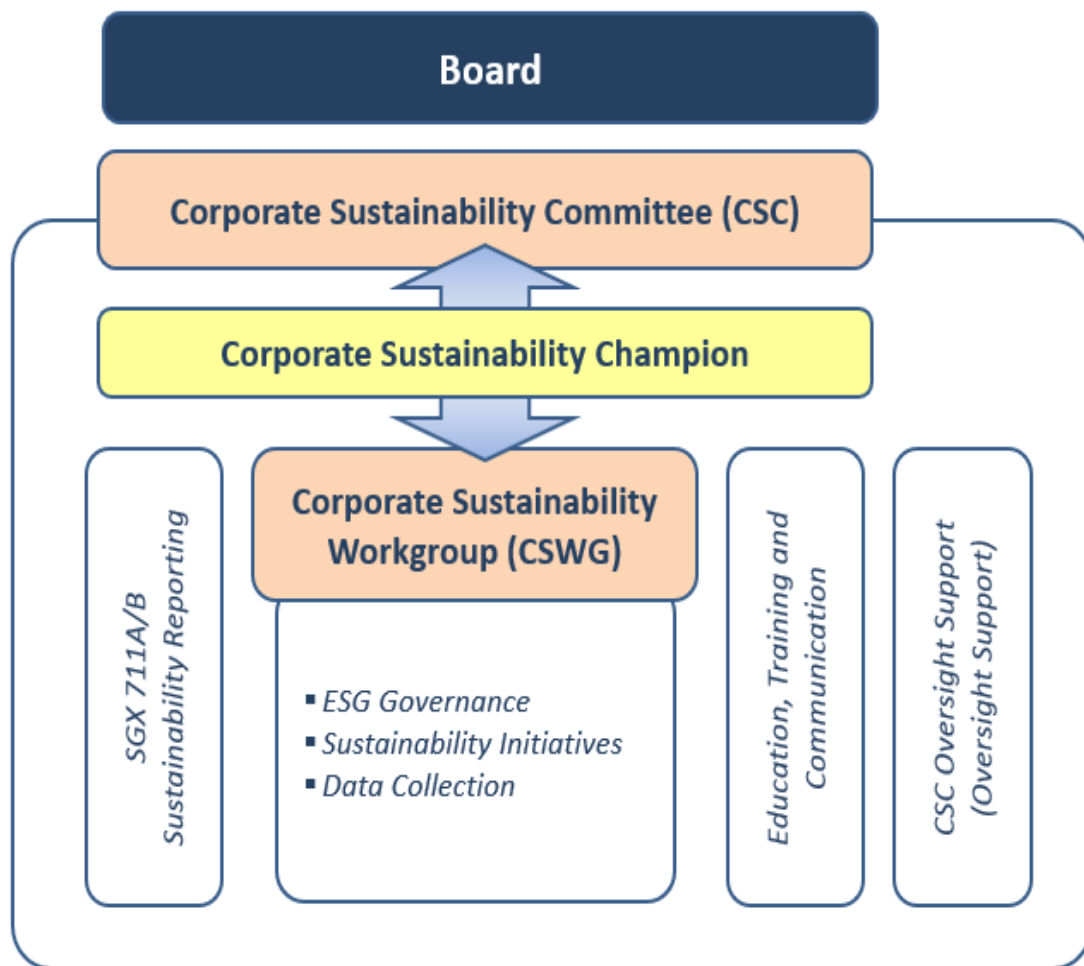 Board
Corporate Sustainability Committee (CSC)
Corporate Sustainability Champion
SGX 711A/B
Sustainability Reporting
Corporate Sustainability
Workgroup (CSWG)
▪ ESG Governance
▪ Sustainability Initiatives
▪ Data Collection
Education, Training and
Communication
CSC Oversight Support
(Oversight Support)